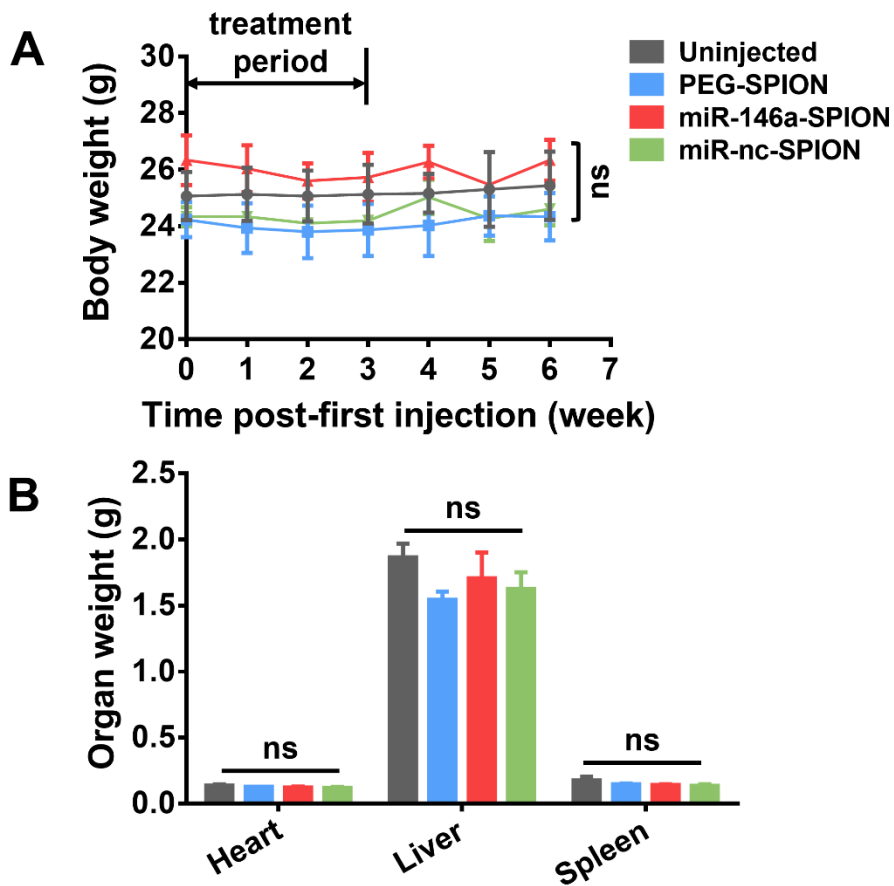 A
treatment
period
Uninjected
PEG-SPION
miR-146a-SPION
miR-nc-SPION
Body weight (g)
30
28
26
24
22
20
ns
0 1 2 3 4 5 6 7
Time post-first injection (week)
B
Organ weight (g)
2.5
2.0
1.5
1.0
0.5
0.0
ns
ns
ns
Heart
Liver
Spleen